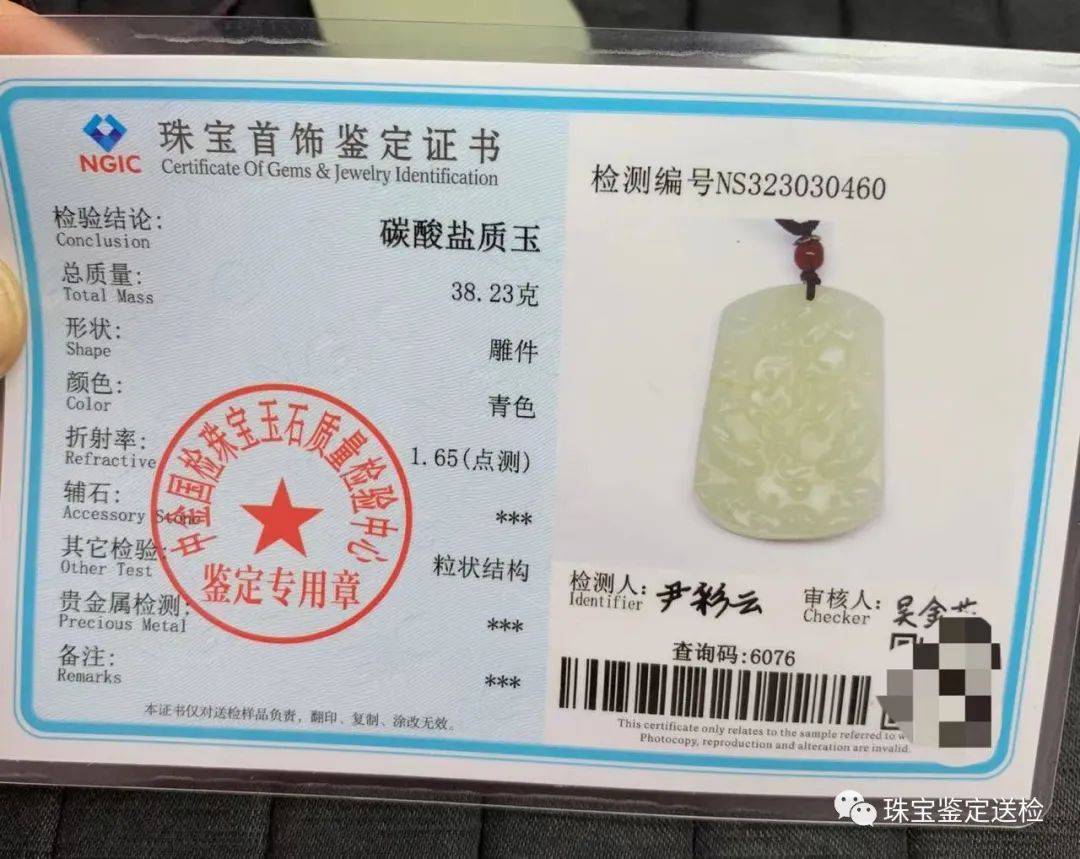 NGIC
珠宝首饰鉴定证书
Certificate Of Gems & Jewelry Identification
检验结论:
Conclusion
碳酸盐质玉
总质量:
Total Mass
38.23克
形状:
Shape
雕件
颜色:
Color
青色
折射率:
Refractive
1.65(点测)
辅石:
Accessory Stone
***
其它检验:
Other Test
粒状结构
贵金属检测:
Precious Metal
***
备注:
Remarks
***
中金国检珠宝玉石质量检验中心
鉴定专用章
本证书仅对送检样品负责，翻印、复制、涂改无效。
检测编号NS323030460
检测人:
Identifier
尹彩云
审核人:
Checker
吴金
查询码:6076
This certificate only relates to the sample referred to
Photocopy, reproduction and alteration are invalid.
珠宝鉴定送检